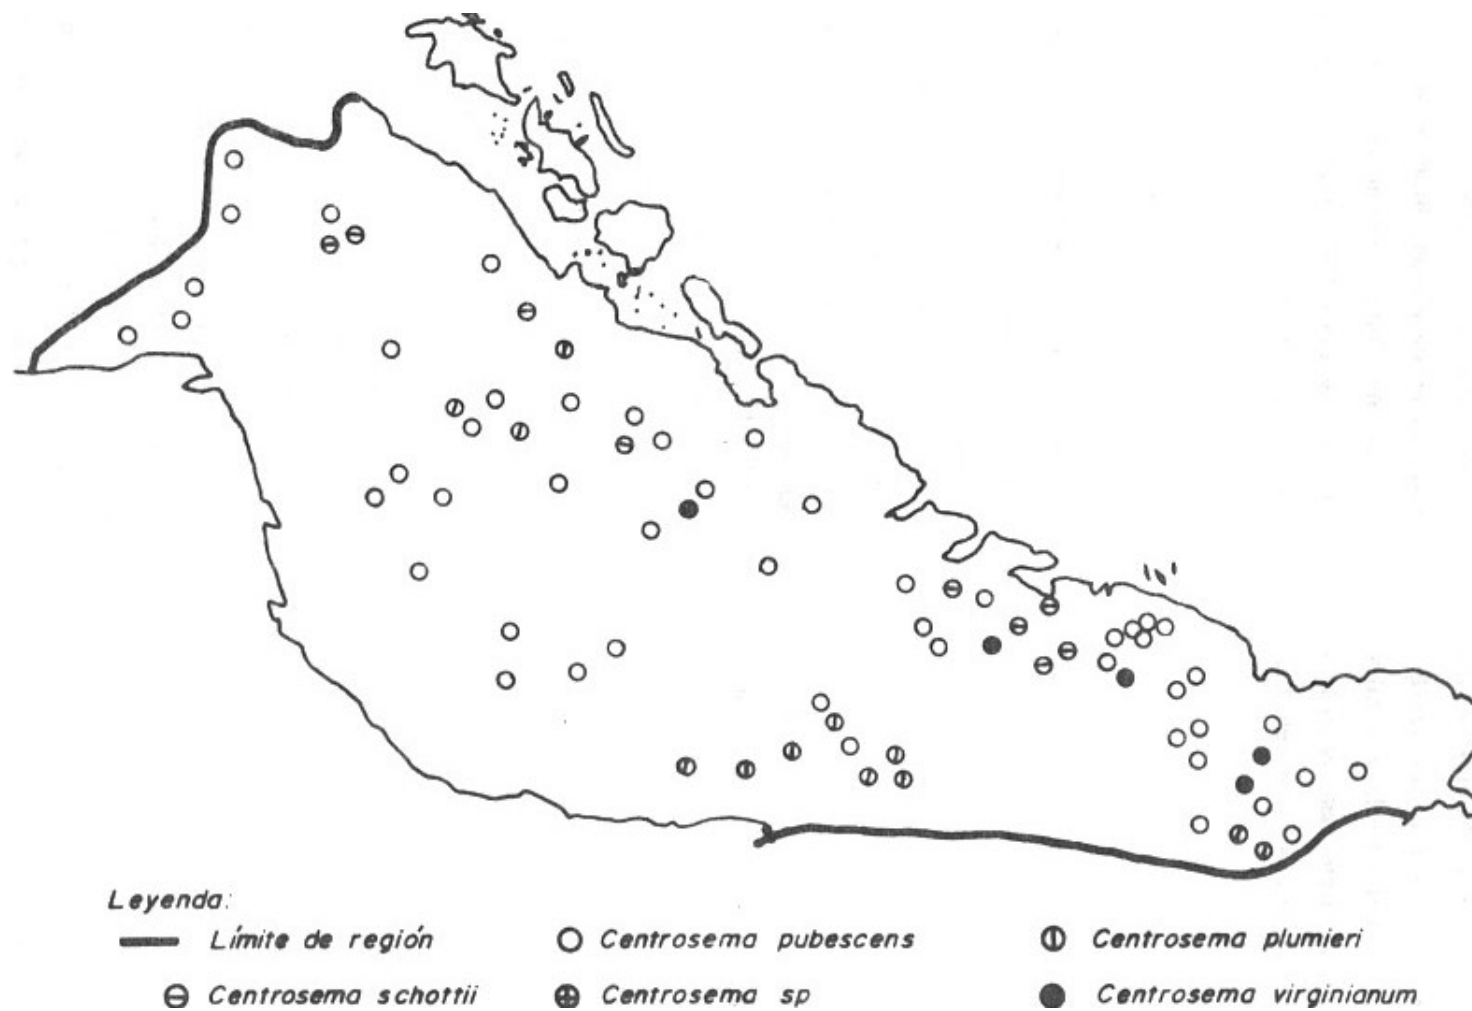 Leyenda:
Límite de región
Centrosema pubescens
Centrosema plumieri
Centrosema schottii
Centrosema sp
Centrosema virginianum